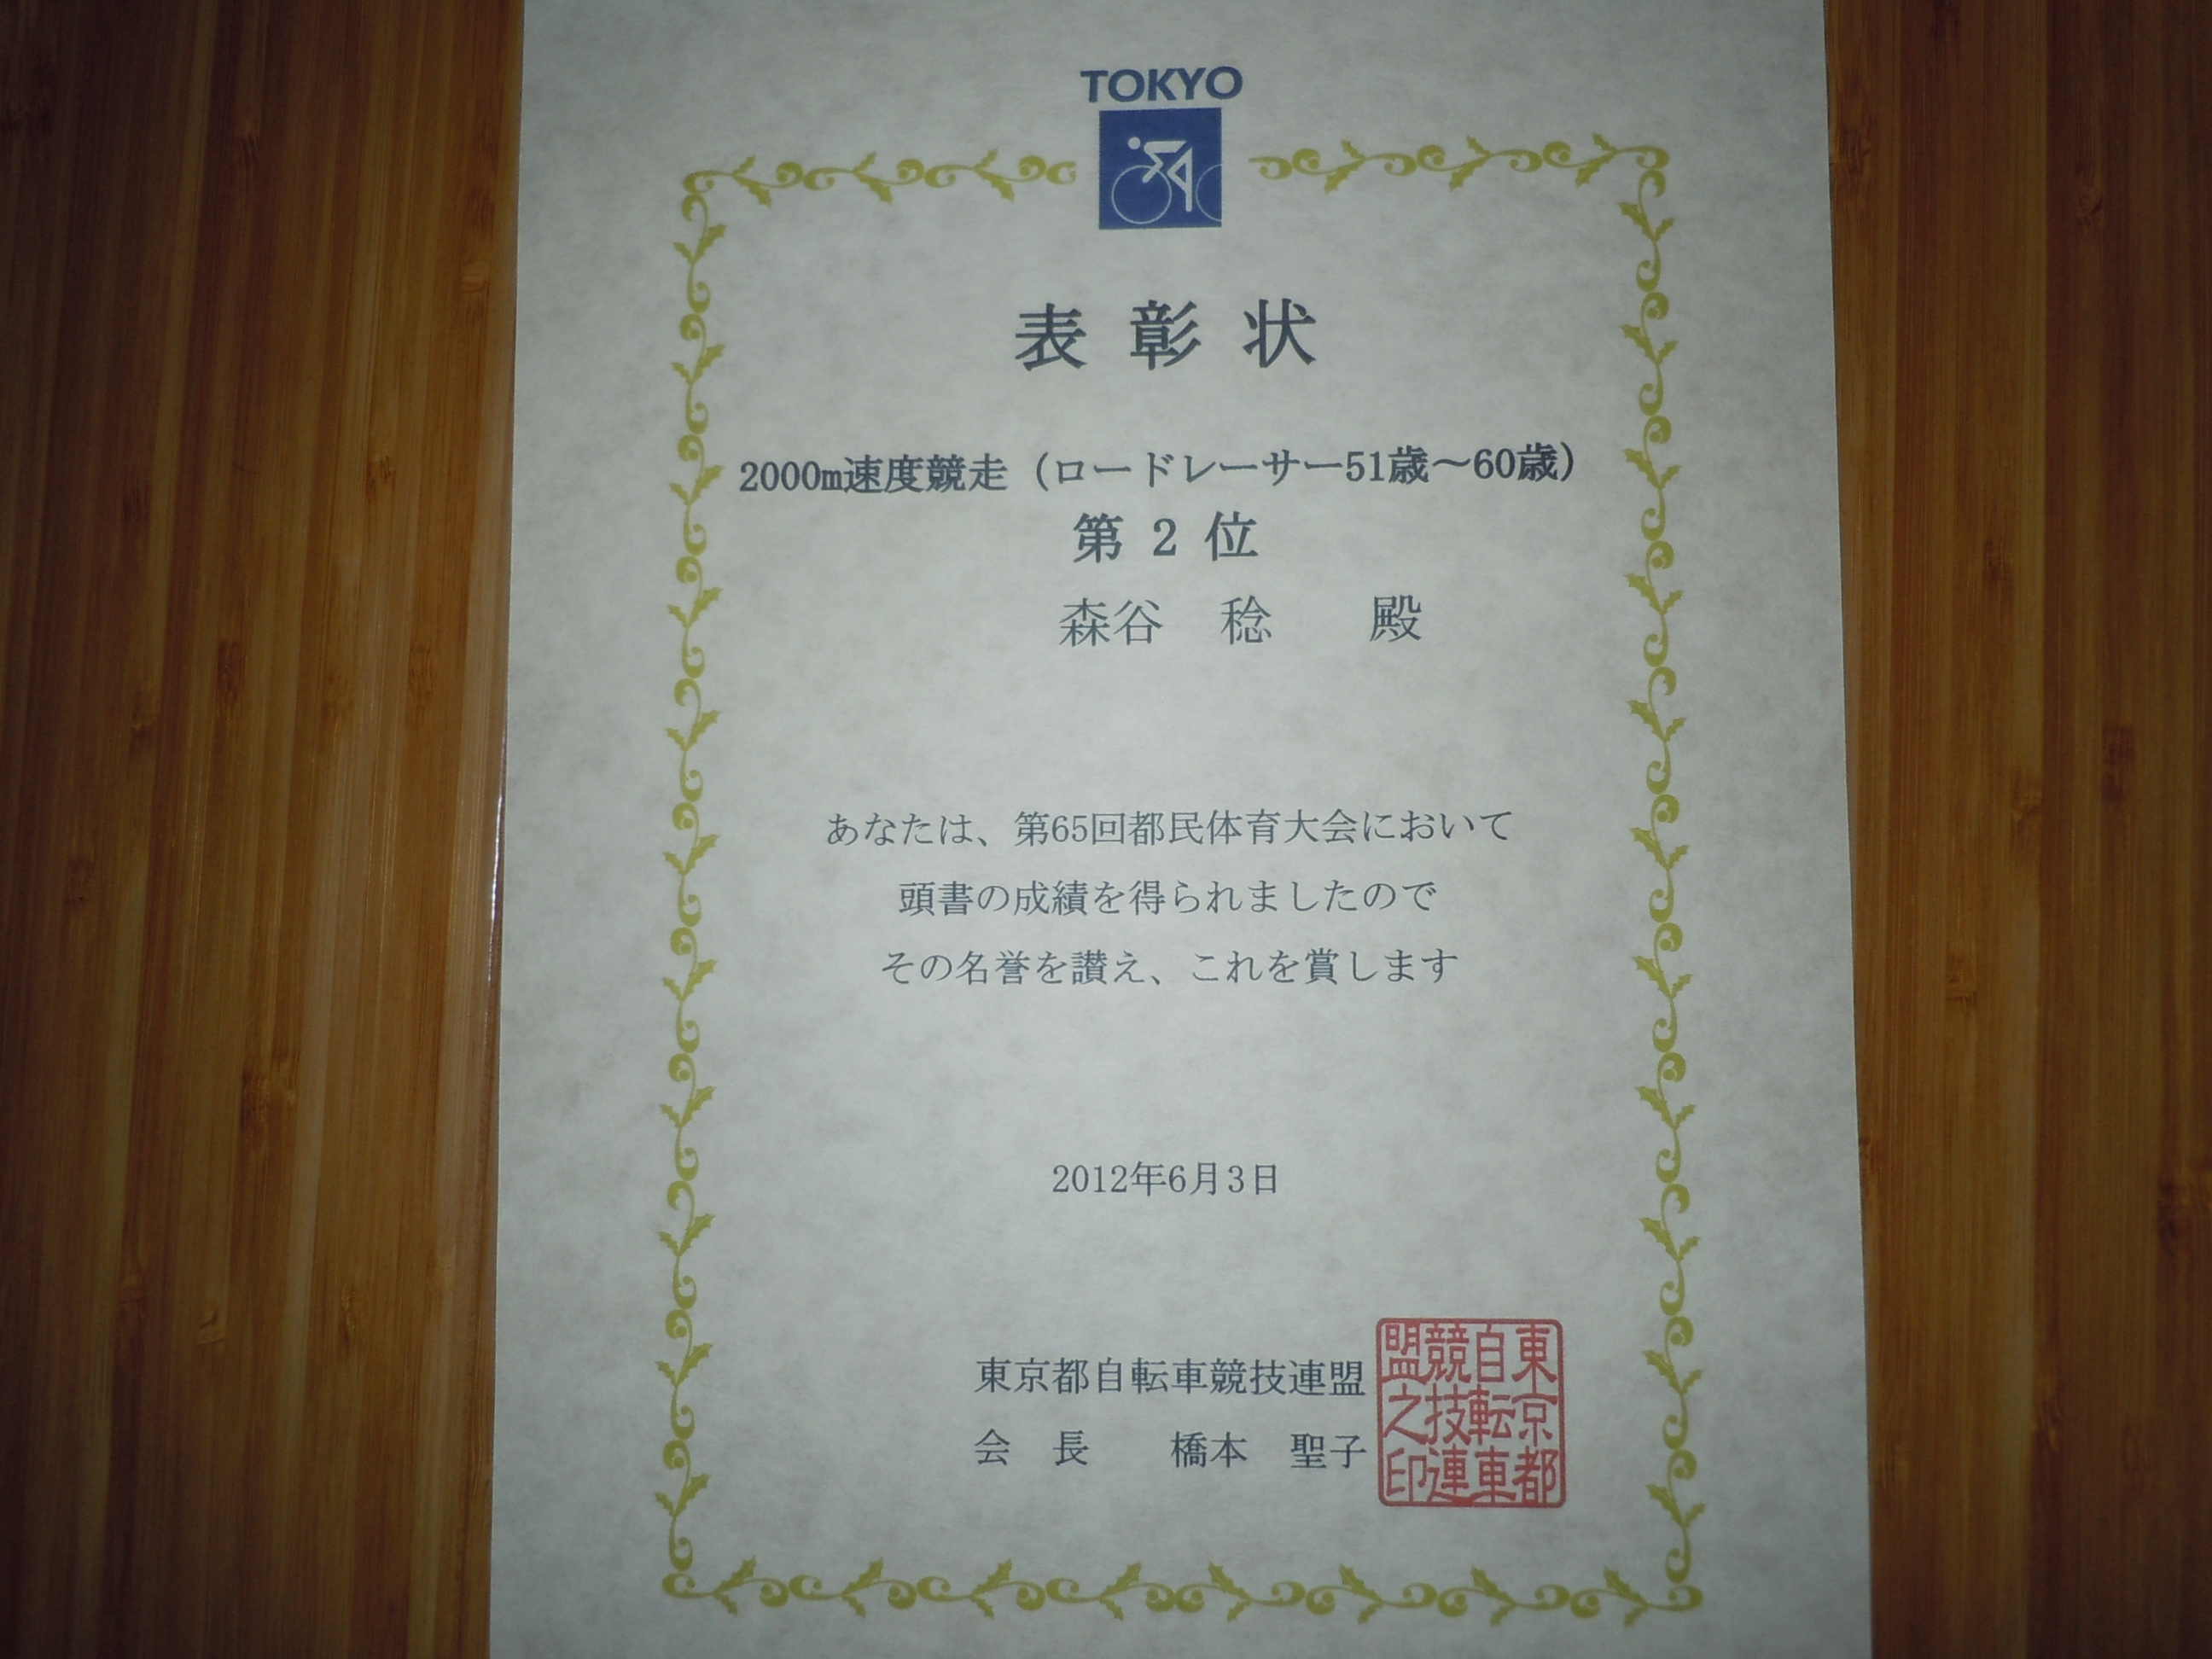 TOKYO
表彰状
2000m速度競走（ロードレーサー51歳～60歳）
第 2 位
森谷　稔　殿
あなたは、第65回都民体育大会において
頭書の成績を得られましたので
その名誉を讃え、これを賞します
2012年6月3日
東京都自転車競技連盟
会　長　　橋本　聖子
東京都自転車競技連盟之印